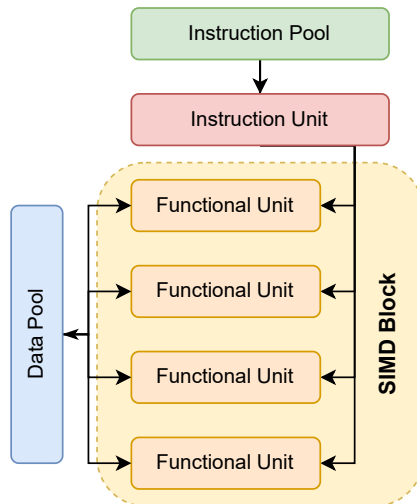 Instruction Pool
Instruction Unit
Functional Unit
Functional Unit
Functional Unit
Functional Unit
Data Pool
SIMD Block